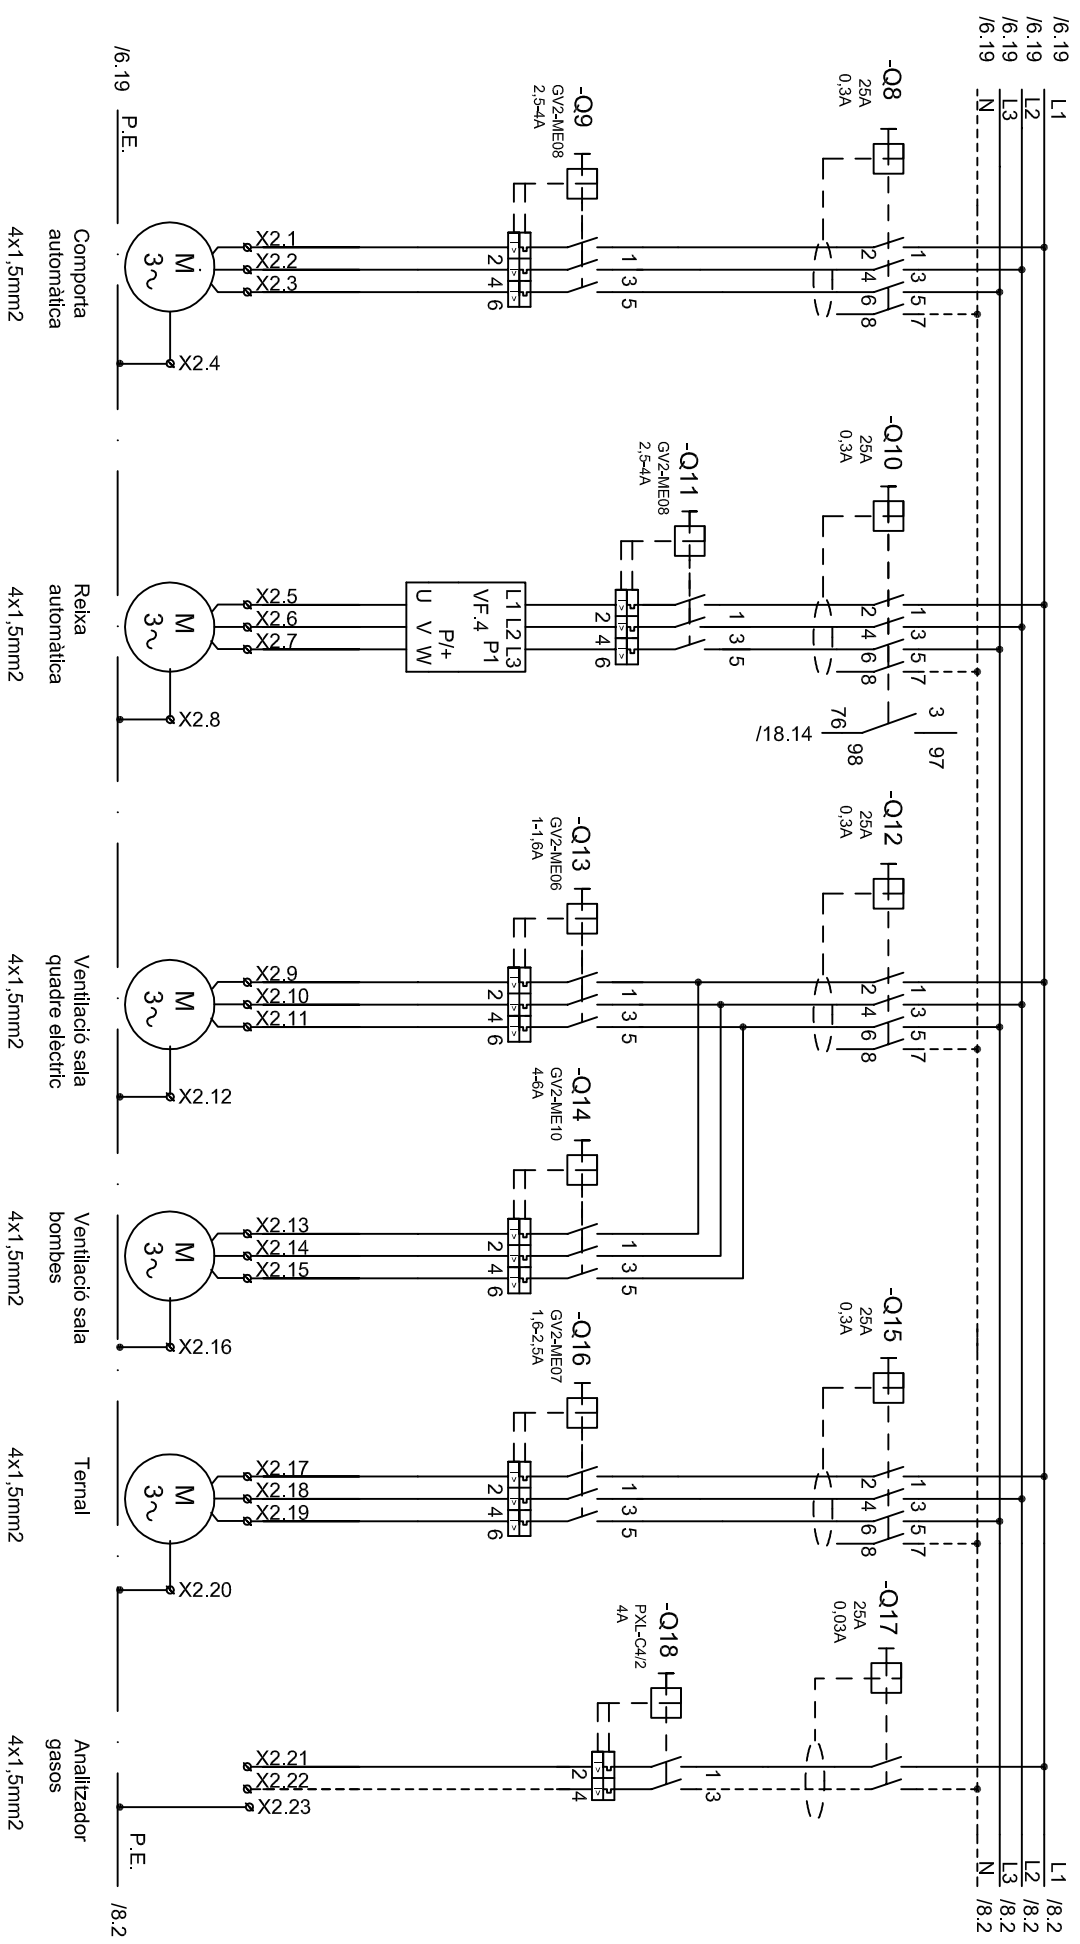 /6.19 L1
/6.19 L2
/6.19 L3
/6.19 N
L1 /8.2
L2 /8.2
L3 /8.2
N /8.2
-Q8
25A
0,3A
1 3 5 7
2 4 6 8
-Q9
GV2-ME08
2,5-4A
1 3 5
2 4 6
I> I> I>
X2.1
X2.2
X2.3
M
3~
X2.4
Comporta
automàtica
4x1,5mm2
-Q10
25A
0,3A
1 3 5 7
2 4 6 8
3
97
76
98
/18.14
-Q11
GV2-ME08
2,5-4A
1 3 5
2 4 6
I> I> I>
L1 L2 L3
VF.4 P1
P/+
U V W
X2.5
X2.6
X2.7
M
3~
X2.8
Reixa
automàtica
4x1,5mm2
-Q12
25A
0,3A
1 3 5 7
2 4 6 8
-Q13
GV2-ME06
1-1,6A
1 3 5
2 4 6
I> I> I>
X2.9
X2.10
X2.11
M
3~
X2.12
Ventilació sala
quadre elèctric
4x1,5mm2
-Q14
GV2-ME10
4-6A
1 3 5
2 4 6
I> I> I>
X2.13
X2.14
X2.15
M
3~
X2.16
Ventilació sala
bombes
4x1,5mm2
-Q15
25A
0,3A
1 3 5 7
2 4 6 8
-Q16
GV2-ME07
1,6-2,5A
1 3 5
2 4 6
I> I> I>
X2.17
X2.18
X2.19
M
3~
X2.20
Ternal
4x1,5mm2
-Q17
25A
0,03A
-Q18
PXL-C4/2
4A
1 3
2 4
I> I>
X2.21
X2.22
X2.23
Analitzador
gasos
4x1,5mm2
/6.19 P.E.
P.E. /8.2